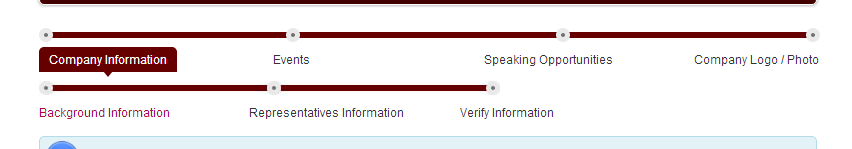 Company Information Events Speaking Opportunities Company Logo / Photo
Background Information Representatives Information Verify Information